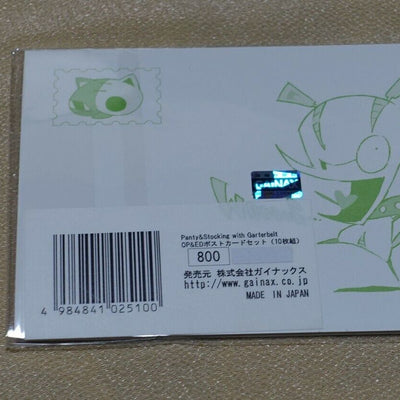 GAINAX
Panty&Stocking with Garterbelt
OP&EDポストカードセット (10枚組)
800
発売元 株式会社ガイナックス
http://www.gainax.co.jp
MADE IN JAPAN
4 984841 025100